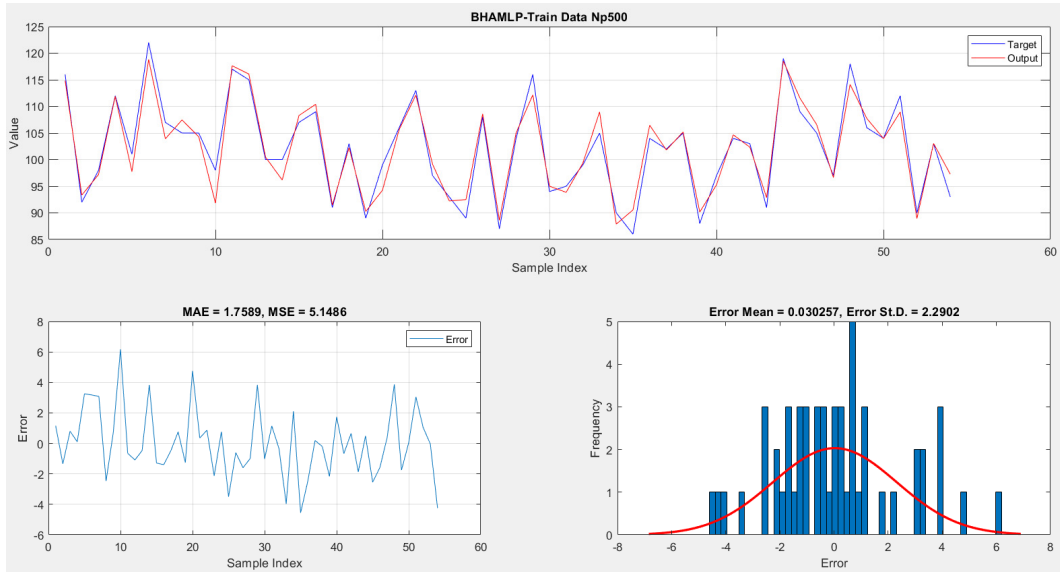 BHAMLP-Train Data Np500
125
120
115
110
105
100
95
90
85
Value
Target
Output
0 10 20 30 40 50 60
Sample Index
MAE = 1.7589, MSE = 5.1486
8
6
4
2
0
-2
-4
-6
Error
Error
0 10 20 30 40 50 60
Sample Index
Error Mean = 0.030257, Error St.D. = 2.2902
5
4
3
2
1
0
Frequency
-8 -6 -4 -2 0 2 4 6 8
Error